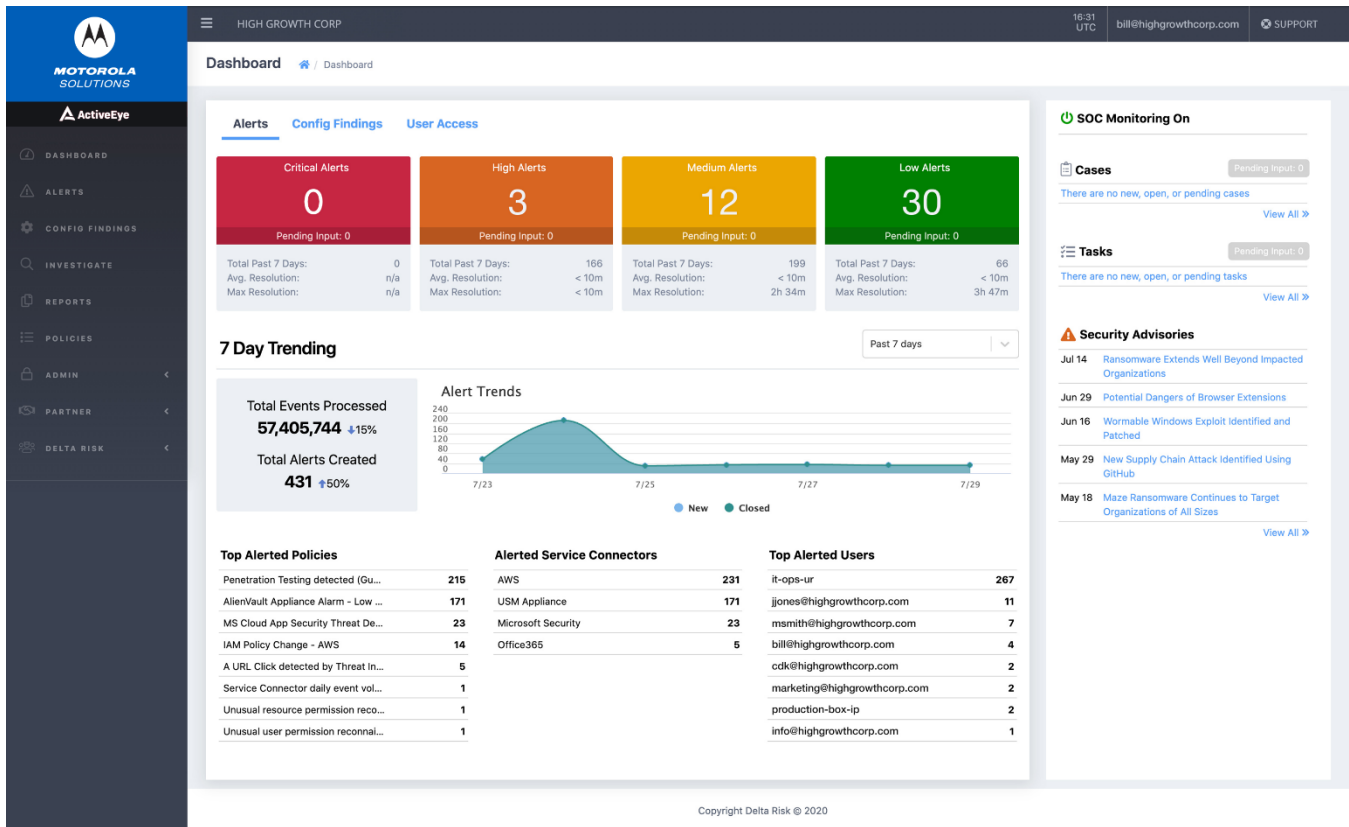 MOTOROLA
SOLUTIONS
ActiveEye
DASHBOARD
ALERTS
CONFIG FINDINGS
INVESTIGATE
REPORTS
POLICIES
ADMIN
PARTNER
DELTA RISK
HIGH GROWTH CORP
16:31
UTC
bill@highgrowthcorp.com
SUPPORT
Dashboard
/ Dashboard
Alerts Config Findings User Access
Critical Alerts
0
Pending Input: 0
Total Past 7 Days: 0
Avg. Resolution: n/a
Max Resolution: n/a
High Alerts
3
Pending Input: 0
Total Past 7 Days: 166
Avg. Resolution: < 10m
Max Resolution: < 10m
Medium Alerts
12
Pending Input: 0
Total Past 7 Days: 199
Avg. Resolution: < 10m
Max Resolution: 2h 34m
Low Alerts
30
Pending Input: 0
Total Past 7 Days: 66
Avg. Resolution: < 10m
Max Resolution: 3h 47m
7 Day Trending
Past 7 days
Total Events Processed
57,405,744 15%
Total Alerts Created
431 50%
Alert Trends
240
200
160
120
80
40
0
7/23 7/25 7/27 7/29
New Closed
Top Alerted Policies
Penetration Testing detected (Gu... 215
AlienVault Appliance Alarm - Low ... 171
MS Cloud App Security Threat De... 23
IAM Policy Change - AWS 14
A URL Click detected by Threat In... 5
Service Connector daily event vol... 1
Unusual resource permission reco... 1
Unusual user permission reconnai... 1
Alerted Service Connectors
AWS 231
USM Appliance 171
Microsoft Security 23
Office365 5
Top Alerted Users
it-ops-ur 267
jjones@highgrowthcorp.com 11
msmith@highgrowthcorp.com 7
bill@highgrowthcorp.com 4
cdk@highgrowthcorp.com 2
marketing@highgrowthcorp.com 2
production-box-ip 2
info@highgrowthcorp.com 1
SOC Monitoring On
Cases Pending Input: 0
There are no new, open, or pending cases
View All »
Tasks Pending Input: 0
There are no new, open, or pending tasks
View All »
Security Advisories
Jul 14 Ransomware Extends Well Beyond Impacted
Organizations
Jun 29 Potential Dangers of Browser Extensions
Jun 16 Wormable Windows Exploit Identified and
Patched
May 29 New Supply Chain Attack Identified Using
GitHub
May 18 Maze Ransomware Continues to Target
Organizations of All Sizes
View All »
Copyright Delta Risk © 2020